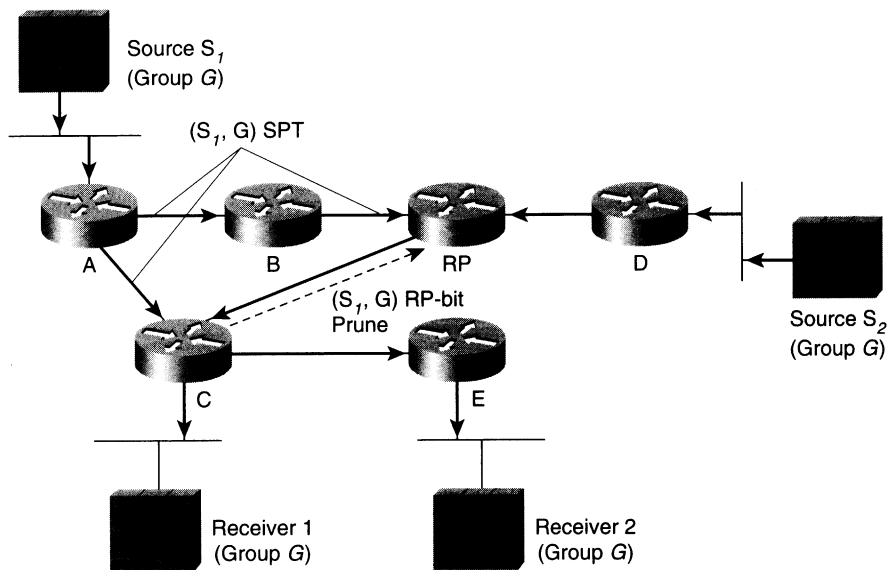 Source S1
(Group G)
(S1, G) SPT
A
B
RP
D
(S1, G) RP-bit
Prune
Source S2
(Group G)
C
E
Receiver 1
(Group G)
Receiver 2
(Group G)